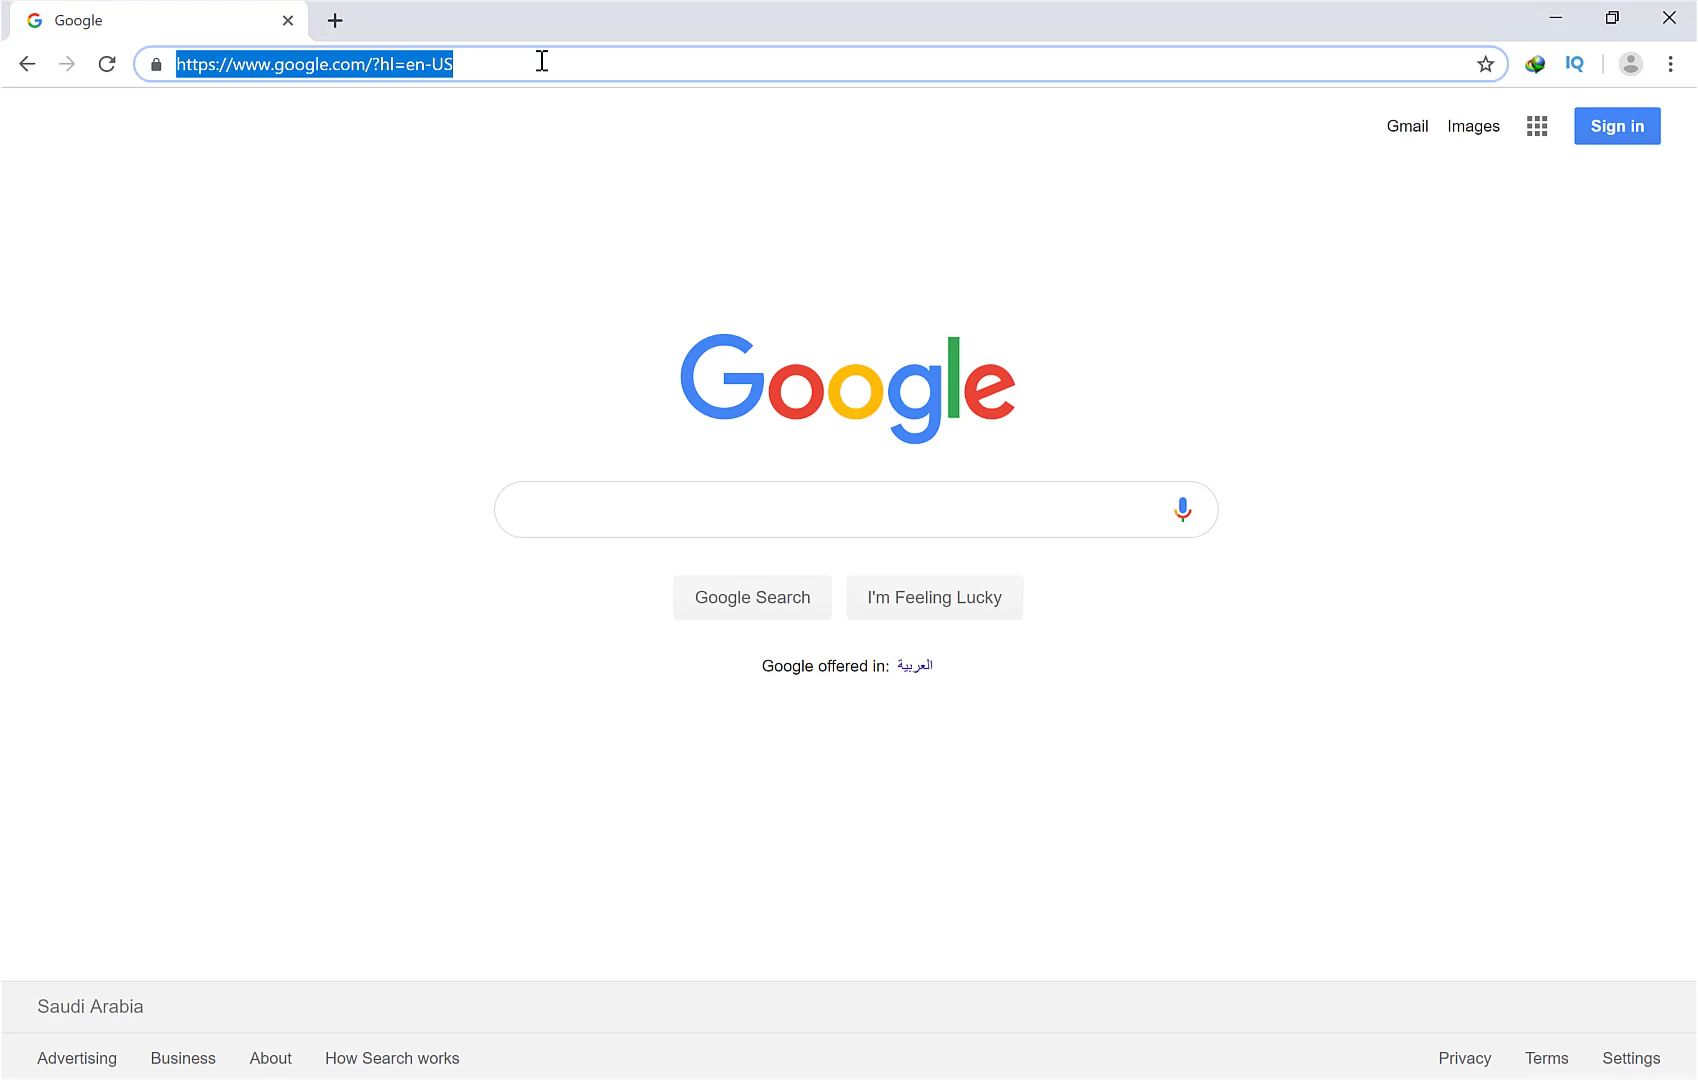 Google
https://www.google.com/?hl=en-US
IQ
Gmail Images Sign in
Google
Google Search I'm Feeling Lucky
Google offered in: العربية
Saudi Arabia
Advertising Business About How Search works Privacy Terms Settings